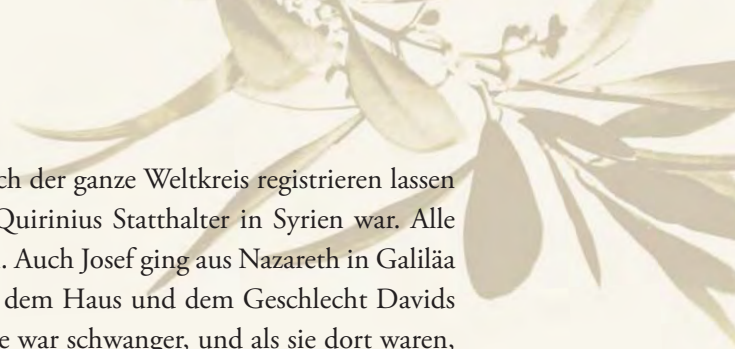 ch der ganze Weltkreis registrieren lassen
Quirinius Statthalter in Syrien war. Alle
. Auch Josef ging aus Nazareth in Galiläa
dem Haus und dem Geschlecht Davids
e war schwanger, und als sie dort waren,